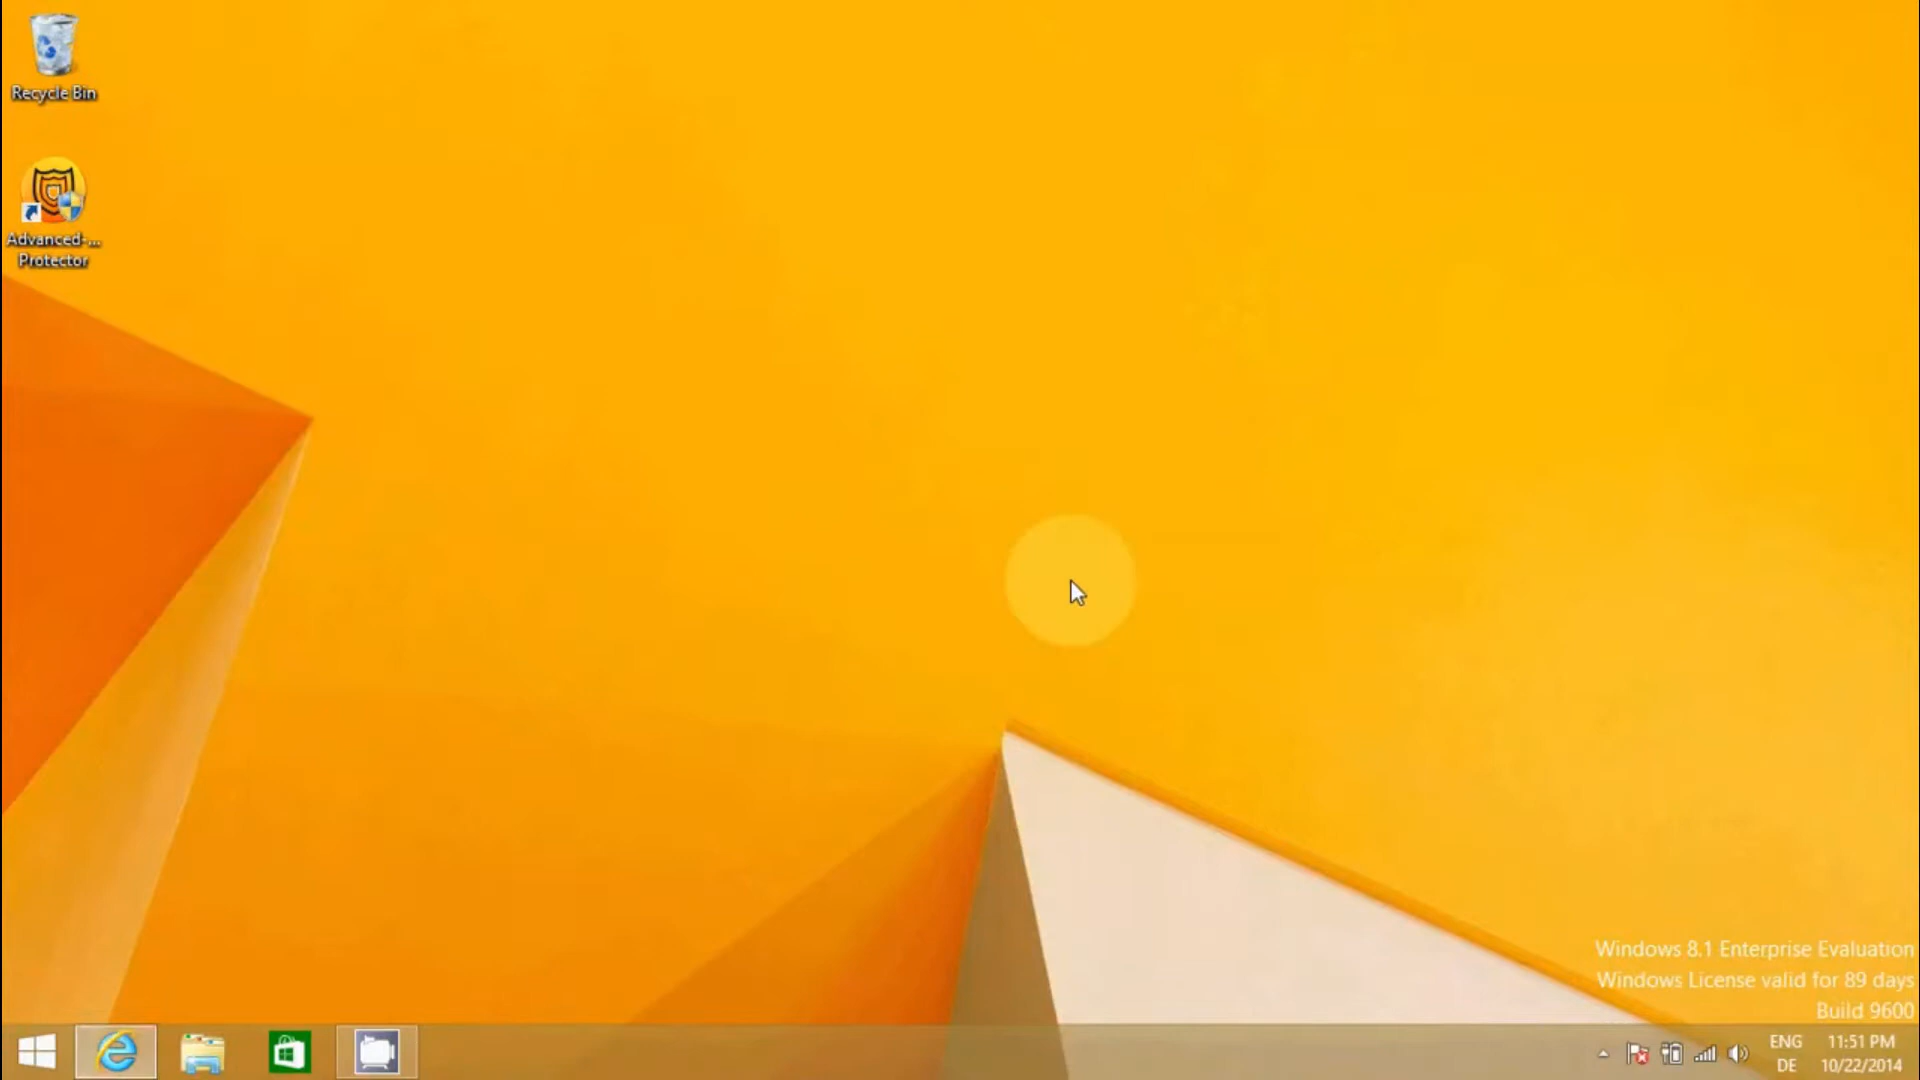 Recycle Bin
Advanced-...
Protector
Windows 8.1 Enterprise Evaluation
Windows License valid for 89 days
Build 9600
ENG
DE
11:51 PM
10/22/2014